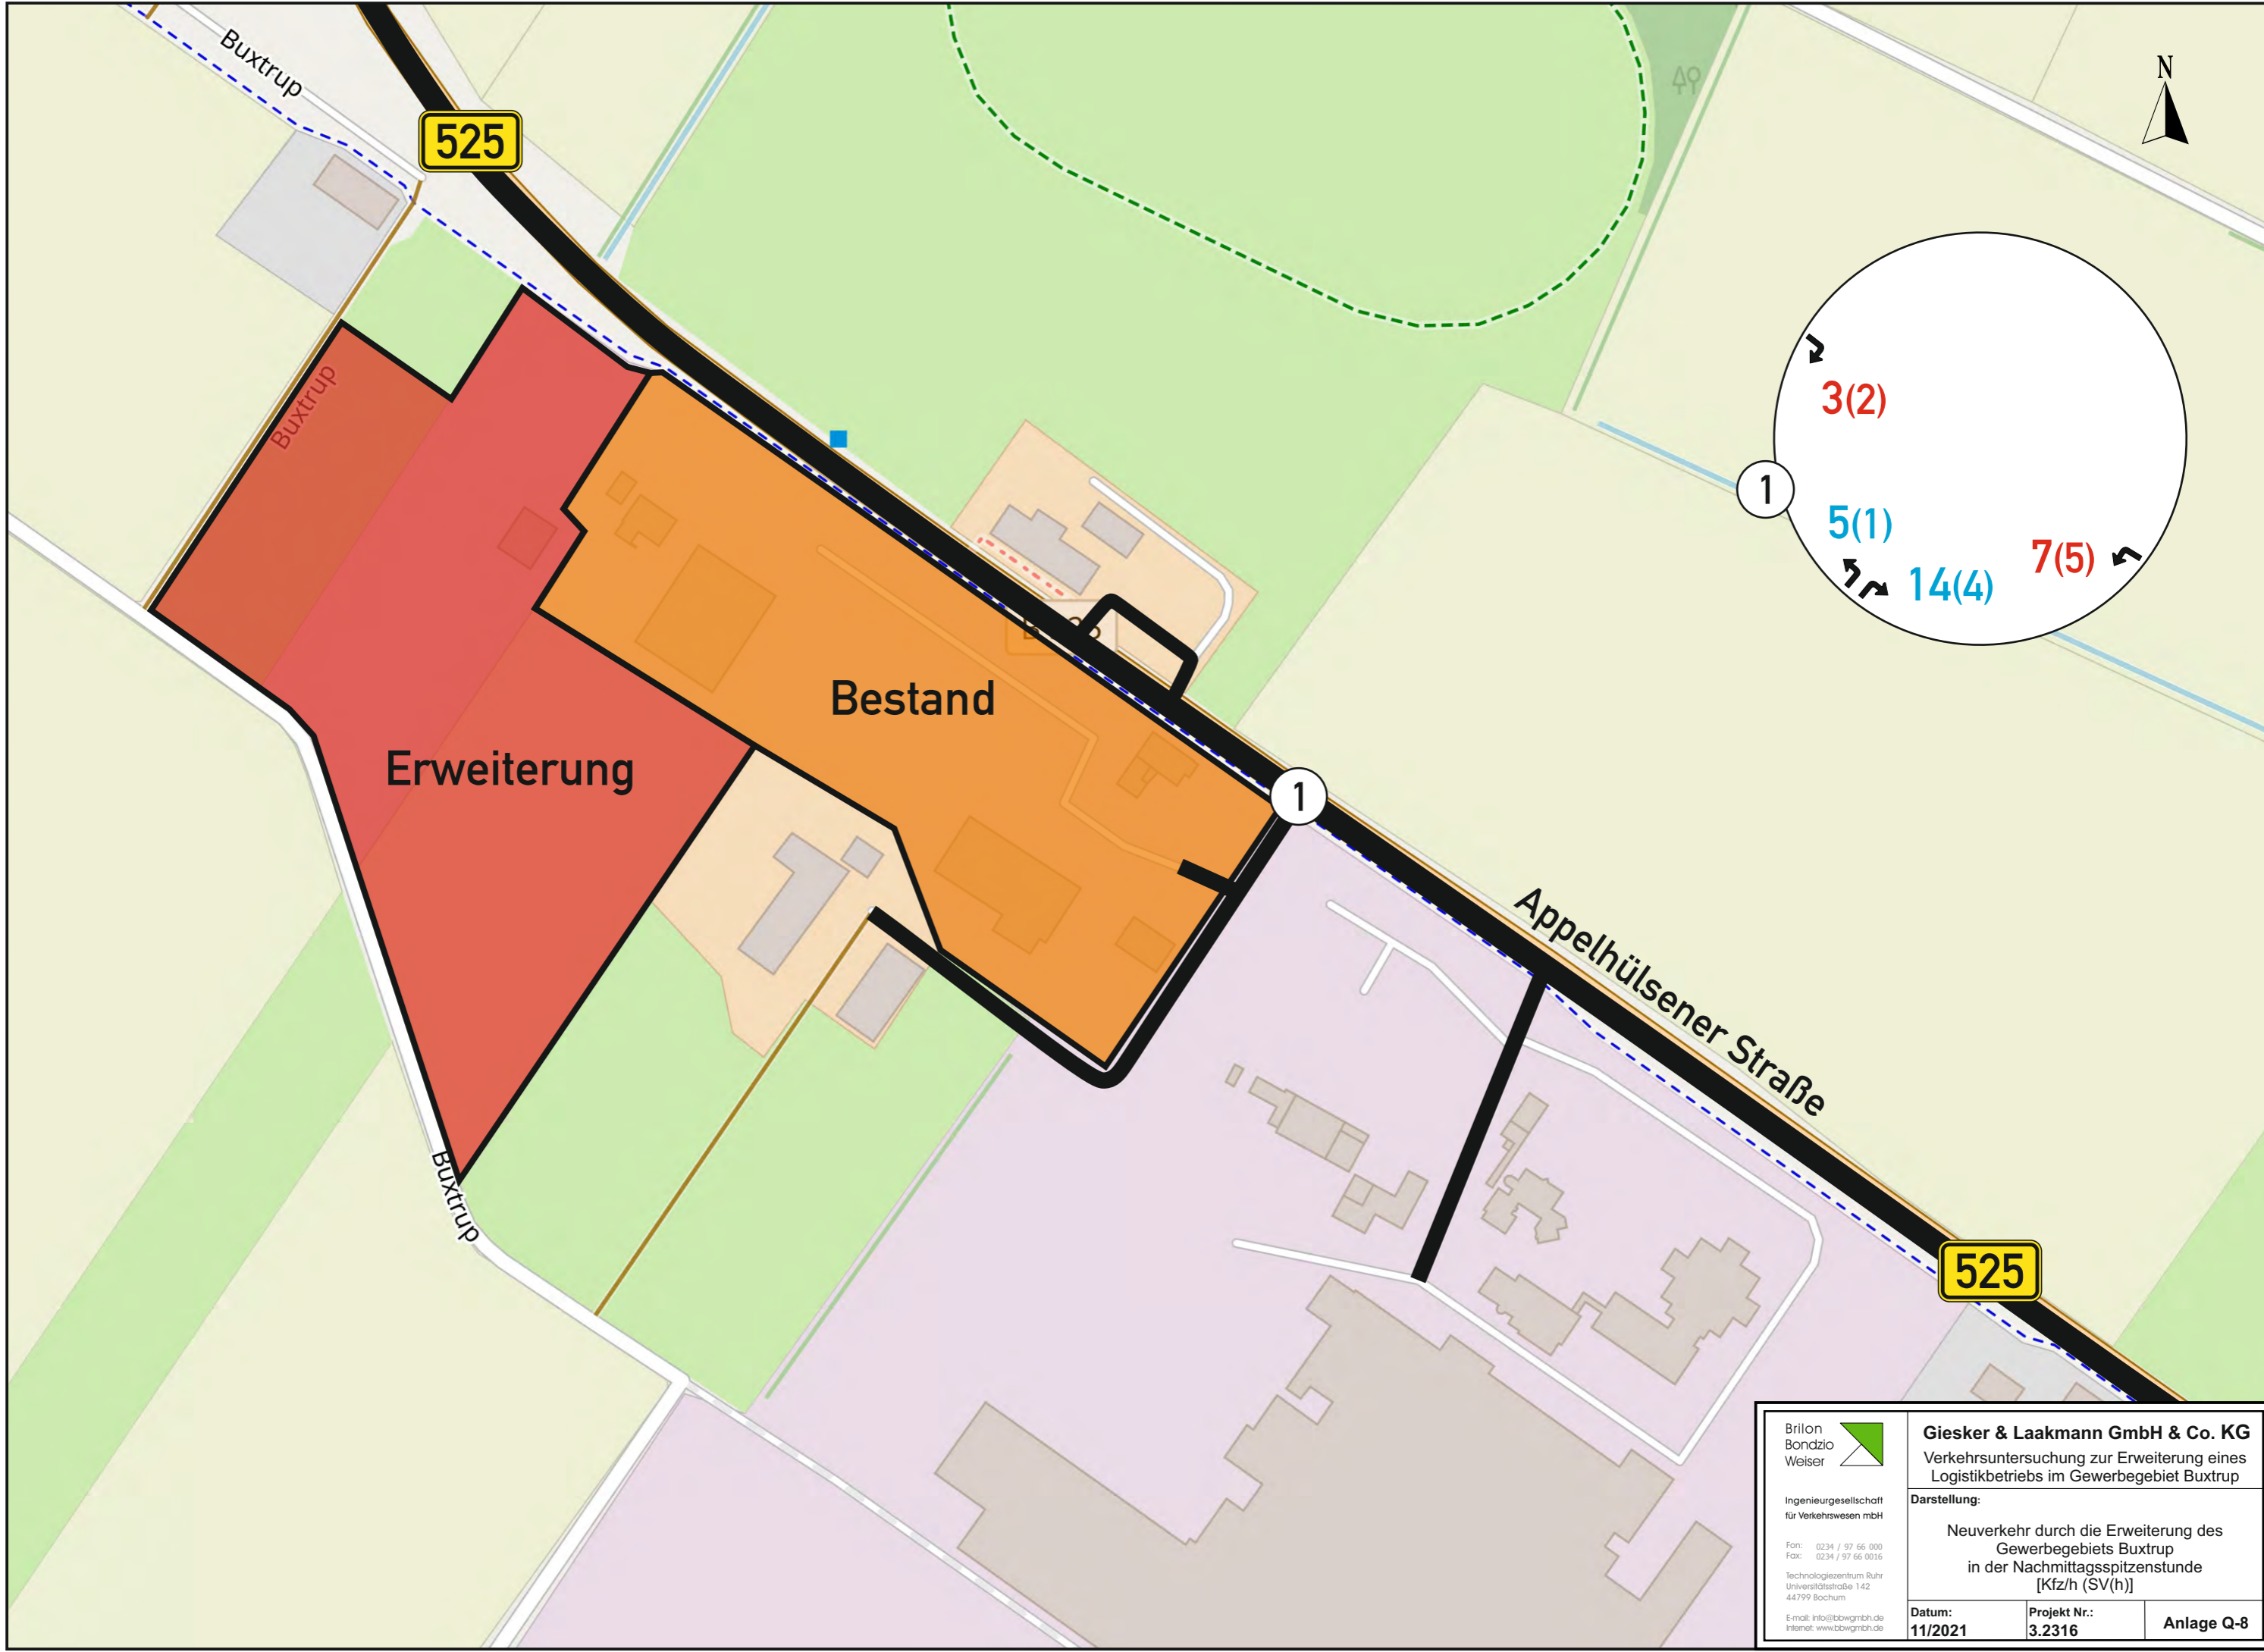 Buxtrup
525
N
3(2)
1
5(1)
7(5)
14(4)
Buxtrup
Bestand
Erweiterung
1
Appelhülsener Straße
Buxtrup
525
Brilon
Bondzio
Weiser
Ingenieurgesellschaft
für Verkehrswesen mbH
Fon: 0234 / 97 66 000
Fax: 0234 / 97 66 0016
Technologiezentrum Ruhr
Universitätsstraße 142
44799 Bochum
E-mail: info@bbwgmbh.de
Internet: www.bbwgmbh.de
Giesker & Laakmann GmbH & Co. KG
Verkehrsuntersuchung zur Erweiterung eines
Logistikbetriebs im Gewerbegebiet Buxtrup
Darstellung:
Neuverkehr durch die Erweiterung des
Gewerbegebiets Buxtrup
in der Nachmittagsspitzenstunde
[Kfz/h (SV(h)]
Datum:
11/2021
Projekt Nr.:
3.2316
Anlage Q-8